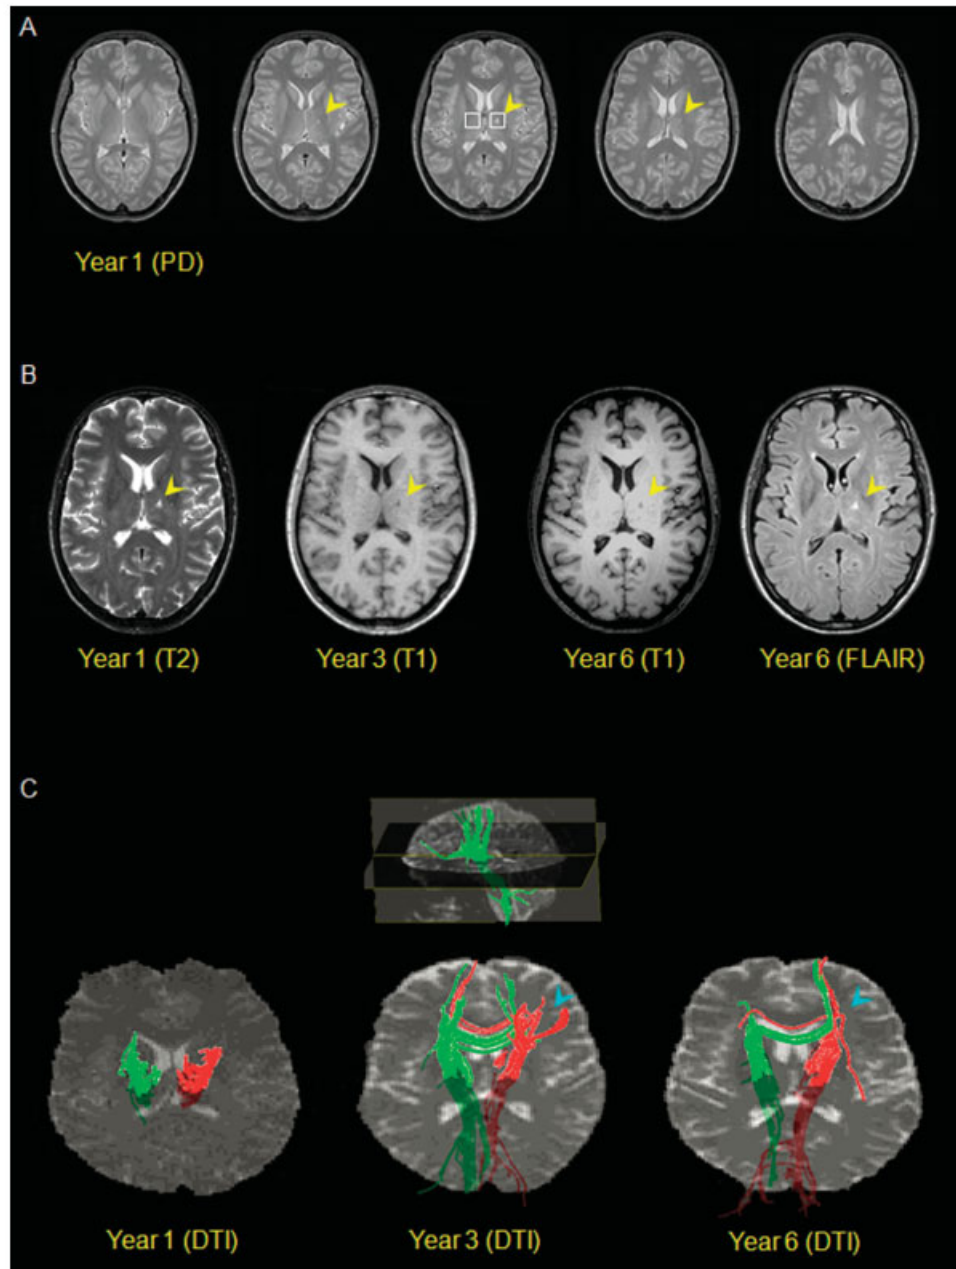 A
Year 1 (PD)
B
Year 1 (T2)
Year 3 (T1)
Year 6 (T1)
Year 6 (FLAIR)
C
Year 1 (DTI)
Year 3 (DTI)
Year 6 (DTI)